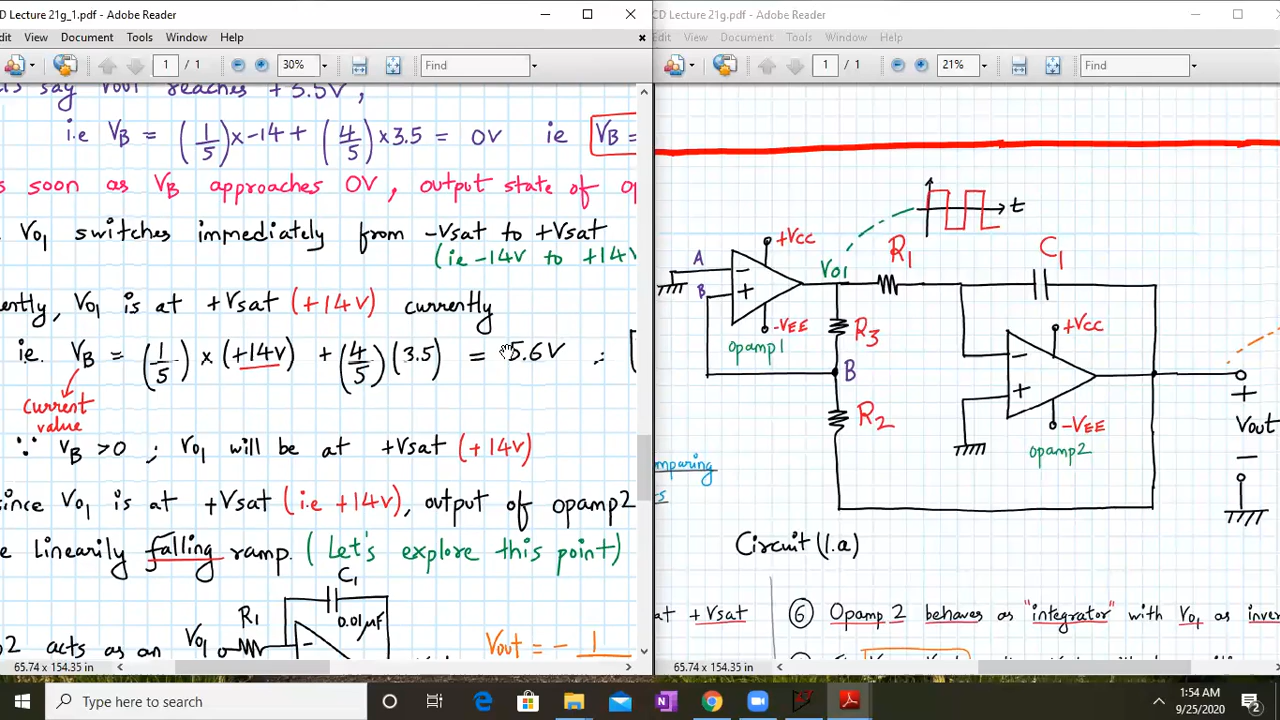 CD Lecture 21g_1.pdf - Adobe Reader
dit View Document Tools Window Help
1 / 1 30% Find
say Vout reaches + 3.5V,
i.e VB = (1/5) x -14 + (4/5) x 3.5 = 0V ie VB =
s soon as VB approaches 0V, output state of op
Vo1 switches immediately from -Vsat to +Vsat
(ie -14V to +14V
ently, Vo1 is at +Vsat (+14V) currently
ie. VB = (1/5) x (+14V) + (4/5) (3.5) = 5.6V ;
Current
value
∵ VB >0 ; Vo1 will be at +Vsat (+14V)
since Vo1 is at +Vsat (i.e +14V), output of opamp2
e linearily falling ramp. (Let's explore this point)
C1
R1
0.01μF
2 acts as an Vo1
-
Vout = - 1
65.74 x 154.35 in
CD Lecture 21g.pdf - Adobe Reader
Edit View Document Tools Window Help
1 / 1 21% Find
t
+Vcc
A
B
-
+
Vo1
R1
C1
-VEE
opamp1
R3
B
R2
+Vcc
-
+
-VEE
opamp2
+
Vout
-
mparing
s
Circuit (1.a)
at +Vsat
⑥ Opamp 2 behaves as "integrator" with Vo1 as inver
65.74 x 154.35 in
Type here to search
1:54 AM
9/25/2020
2